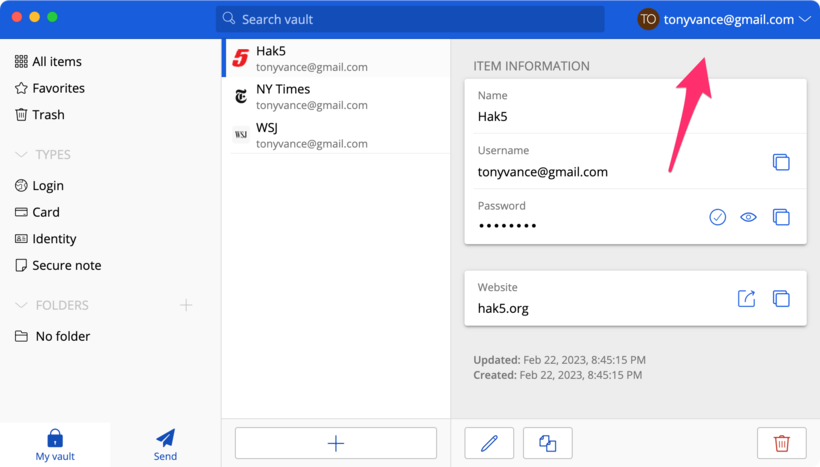 Search vault
TO tonyvance@gmail.com
All items
Favorites
Trash
TYPES
Login
Card
Identity
Secure note
FOLDERS
No folder
My vault
Send
5 Hak5
tonyvance@gmail.com
NY Times
tonyvance@gmail.com
WSJ WSJ
tonyvance@gmail.com
ITEM INFORMATION
Name
Hak5
Username
tonyvance@gmail.com
Password
••••••••
Website
hak5.org
Updated: Feb 22, 2023, 8:45:15 PM
Created: Feb 22, 2023, 8:45:15 PM